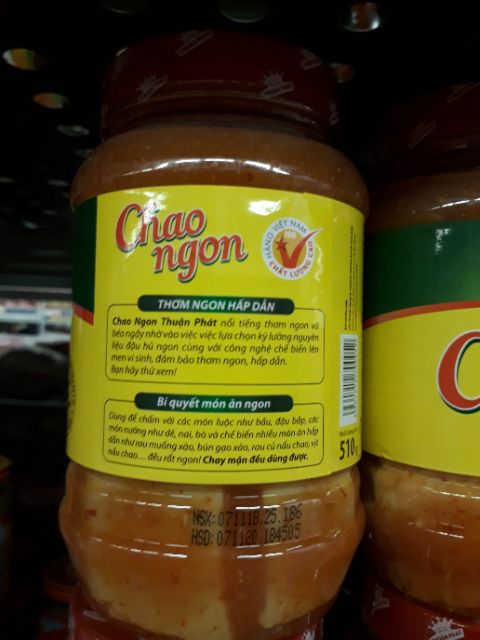 Chao
ngon
HÀNG VIỆT NAM
CHẤT LƯỢNG CAO
THƠM NGON HẤP DẪN
Chao Ngon Thuận Phát nổi tiếng thơm ngon và
béo ngậy nhờ vào việc việc lựa chọn kỹ lưỡng nguyên
liệu đậu hũ ngon cùng với công nghệ chế biến lên
men vi sinh, đảm bảo thơm ngon, hấp dẫn.
Bạn hãy thử xem!
Bí quyết món ăn ngon
Dùng để chấm với các món luộc như bầu, đậu bắp, các
món nướng như dê, nai, bò và chế biến nhiều món ăn hấp
dẫn như rau muống xào, bún gạo xào, rau củ nấu chao, vịt
nấu chao... đều rất ngon! Chay mặn đều dùng được.
510
NSX:071118.25.186
HSD:071120 184505
C